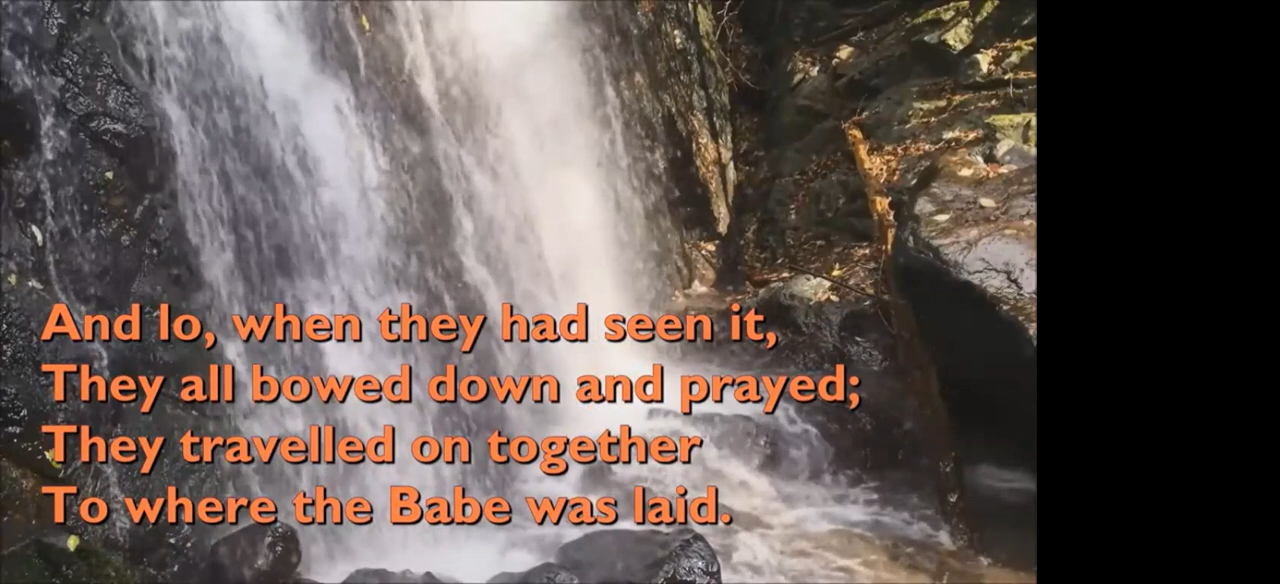 And lo, when they had seen it,
They all bowed down and prayed;
They travelled on together
To where the Babe was laid.